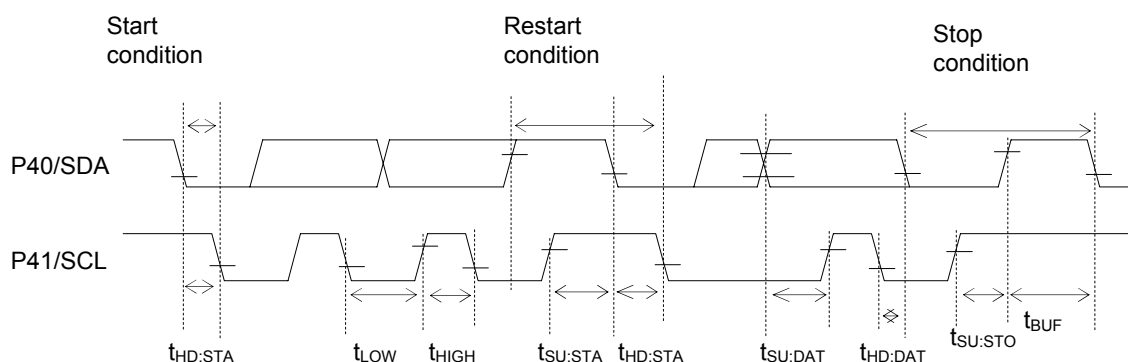 Start
condition
Restart
condition
Stop
condition
P40/SDA
P41/SCL
tHD:STA
tLOW
tHIGH
tSU:STA
tHD:STA
tSU:DAT
tHD:DAT
tSU:STO
tBUF